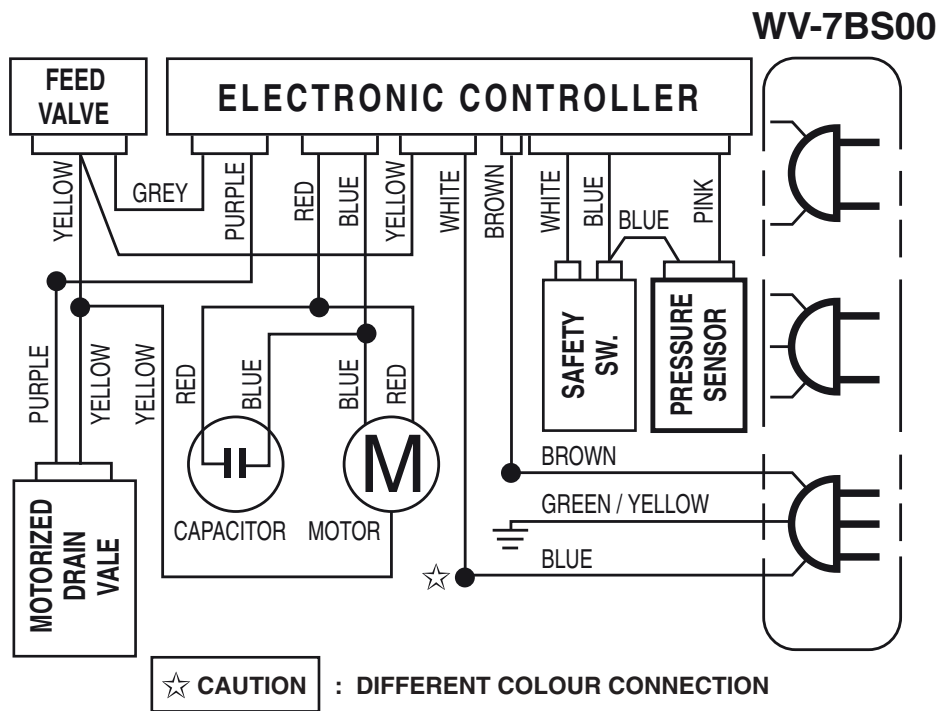 WV-7BS00
FEED
VALVE
ELECTRONIC CONTROLLER
YELLOW
GREY
PURPLE
RED
BLUE
YELLOW
WHITE
BROWN
WHITE
BLUE
BLUE
PINK
SAFETY
SW.
PRESSURE
SENSOR
PURPLE
YELLOW
YELLOW
RED
BLUE
BLUE
RED
M
CAPACITOR
MOTOR
BROWN
GREEN / YELLOW
BLUE
MOTORIZED
DRAIN
VALE
☆ CAUTION : DIFFERENT COLOUR CONNECTION